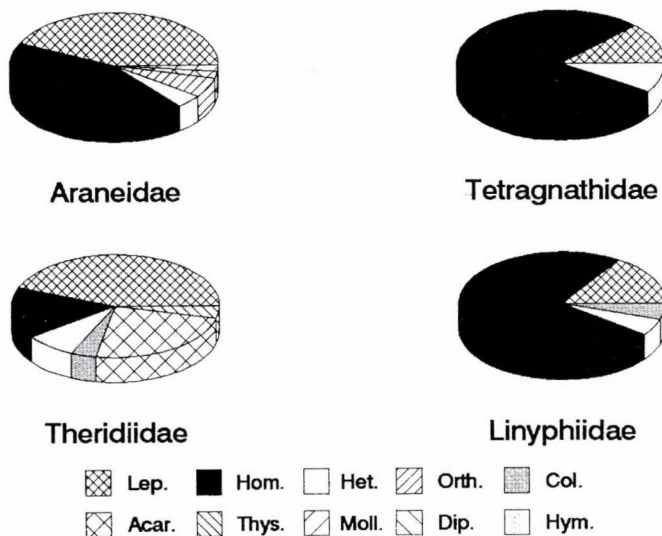 Araneidae Tetragnathidae
Theridiidae Linyphiidae
Lep. Hom. Het. Orth. Col.
Acar. Thys. Moll. Dip. Hym.